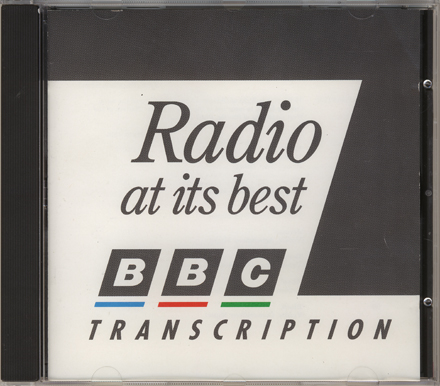 Radio
at its best
BBC
TRANSCRIPTION